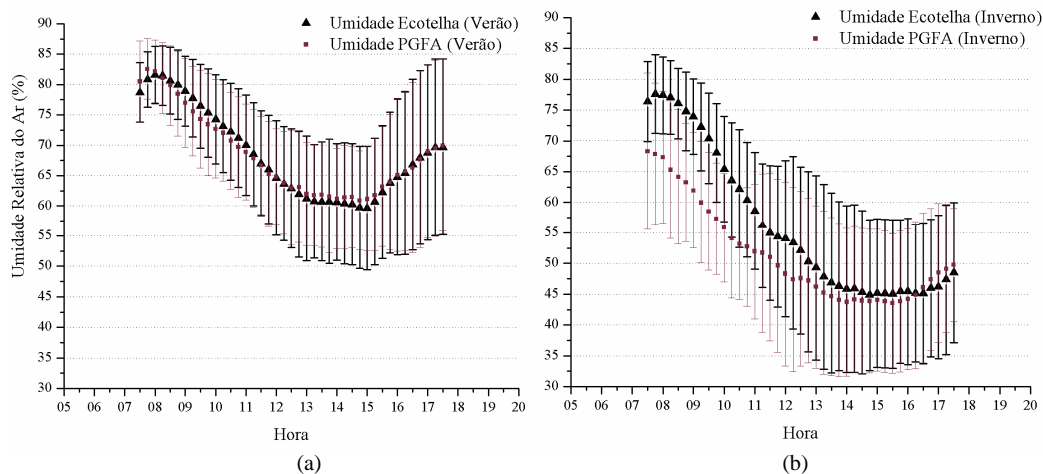 Umidade Ecotelha (Verão)
Umidade PGFA (Verão)
Umidade Relativa do Ar (%)
90
85
80
75
70
65
60
55
50
45
40
35
30
05 06 07 08 09 10 11 12 13 14 15 16 17 18 19 20
Hora
(a)
Umidade Ecotelha (Inverno)
Umidade PGFA (Inverno)
90
85
80
75
70
65
60
55
50
45
40
35
30
05 06 07 08 09 10 11 12 13 14 15 16 17 18 19 20
Hora
(b)